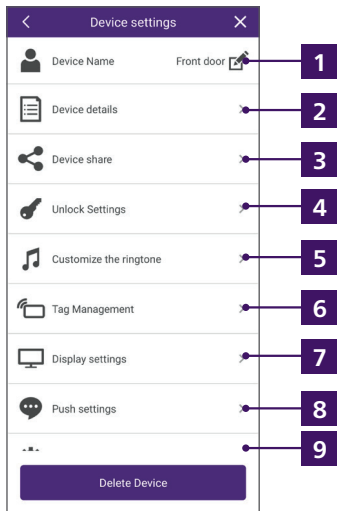 Device settings
Device Name Front door 1
Device details 2
Device share 3
Unlock Settings 4
Customize the ringtone 5
Tag Management 6
Display settings 7
Push settings 8
9
Delete Device